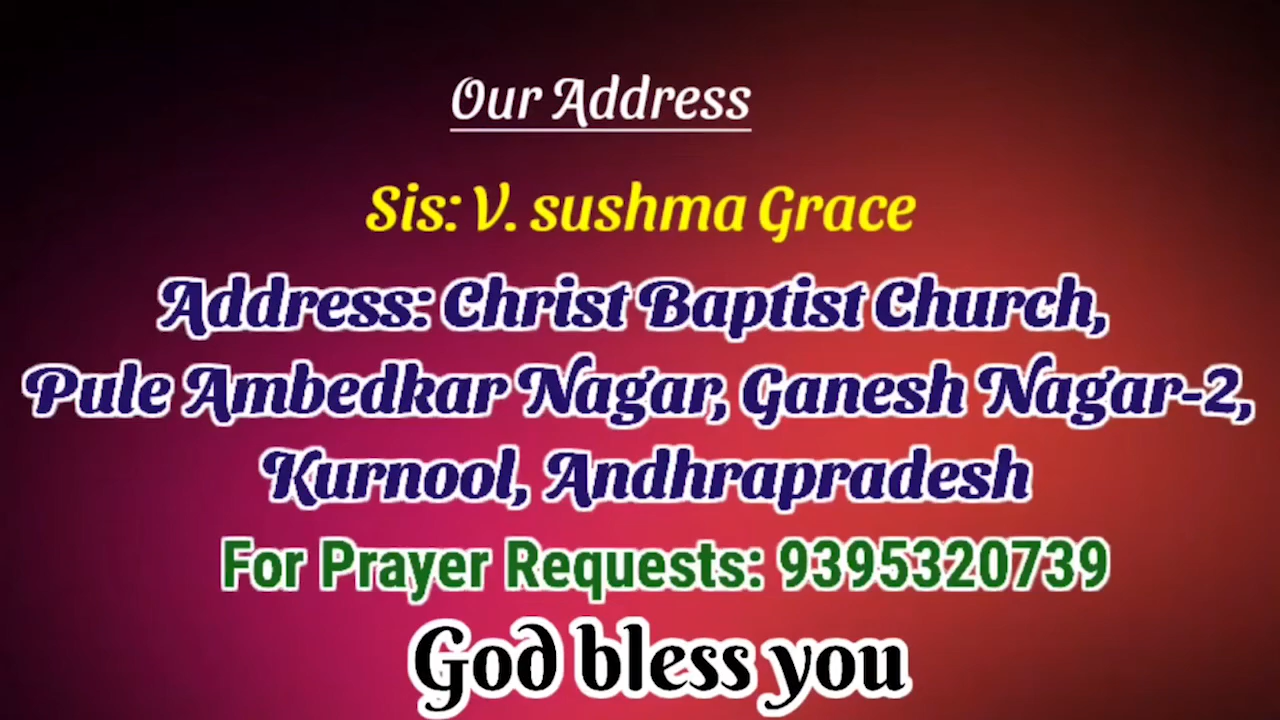 Our Address
Sis: V. sushma Grace
Address: Christ Baptist Church,
Pule Ambedkar Nagar, Ganesh Nagar-2,
Kurnool, Andhrapradesh
For Prayer Requests: 9395320739
God bless you